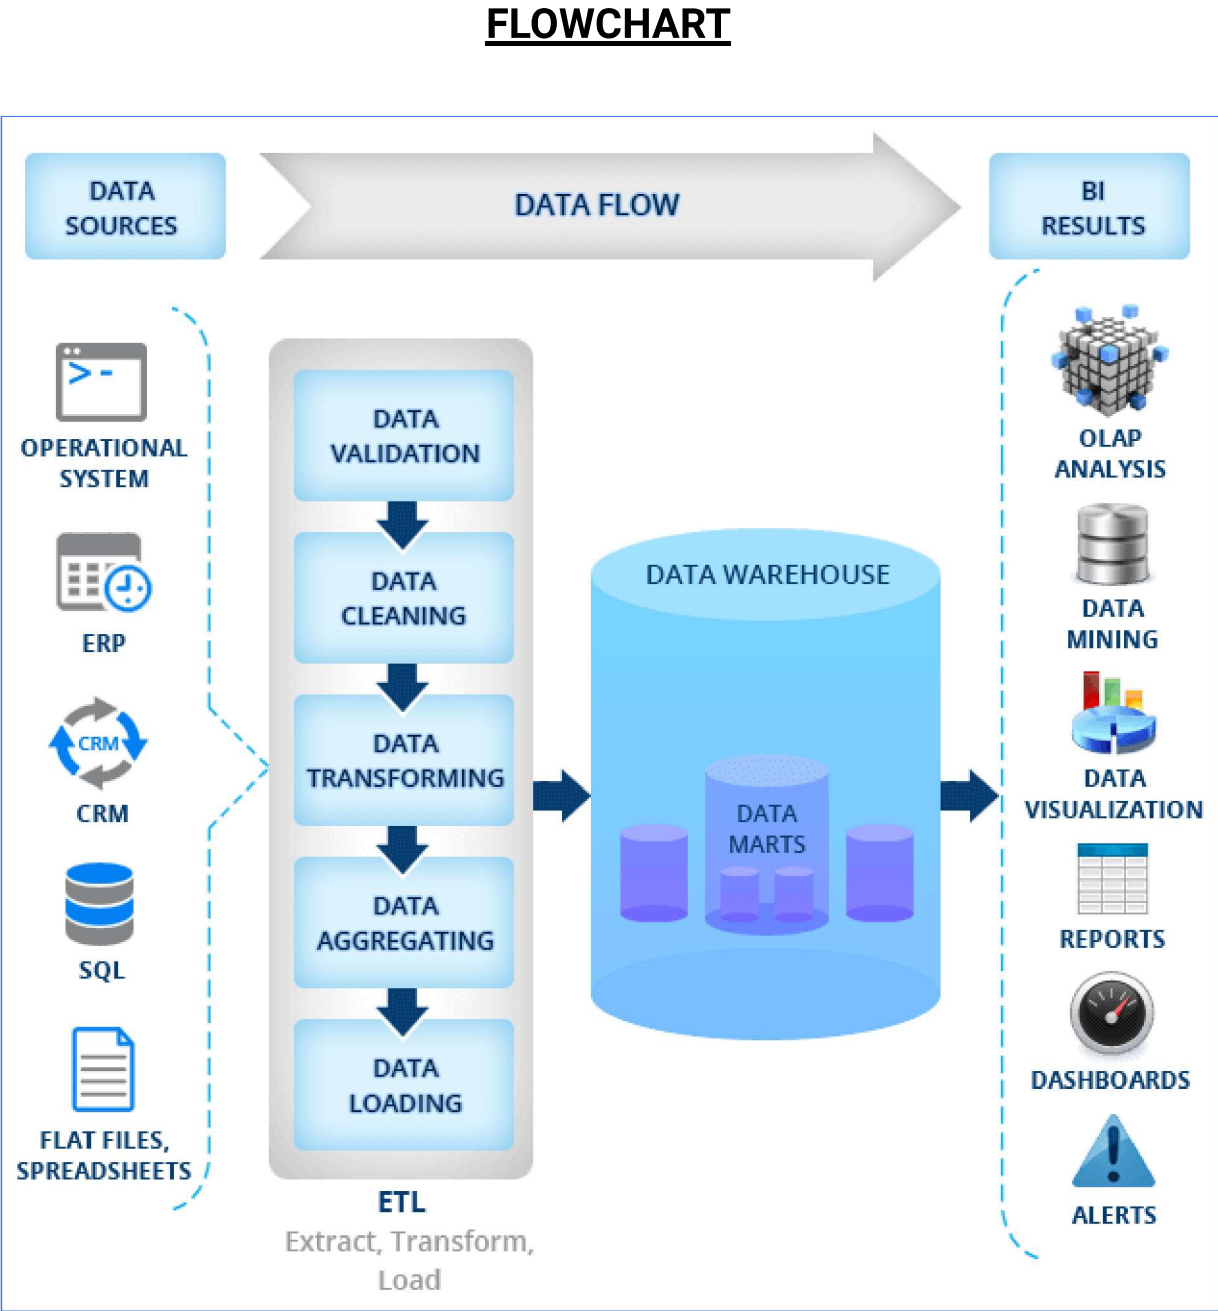 FLOWCHART
DATA
SOURCES
DATA FLOW
BI
RESULTS
OPERATIONAL
SYSTEM
ERP
CRM
CRM
SQL
FLAT FILES,
SPREADSHEETS
DATA
VALIDATION
DATA
CLEANING
DATA
TRANSFORMING
DATA
AGGREGATING
DATA
LOADING
ETL
Extract, Transform,
Load
DATA WAREHOUSE
DATA
MARTS
OLAP
ANALYSIS
DATA
MINING
DATA
VISUALIZATION
REPORTS
DASHBOARDS
ALERTS